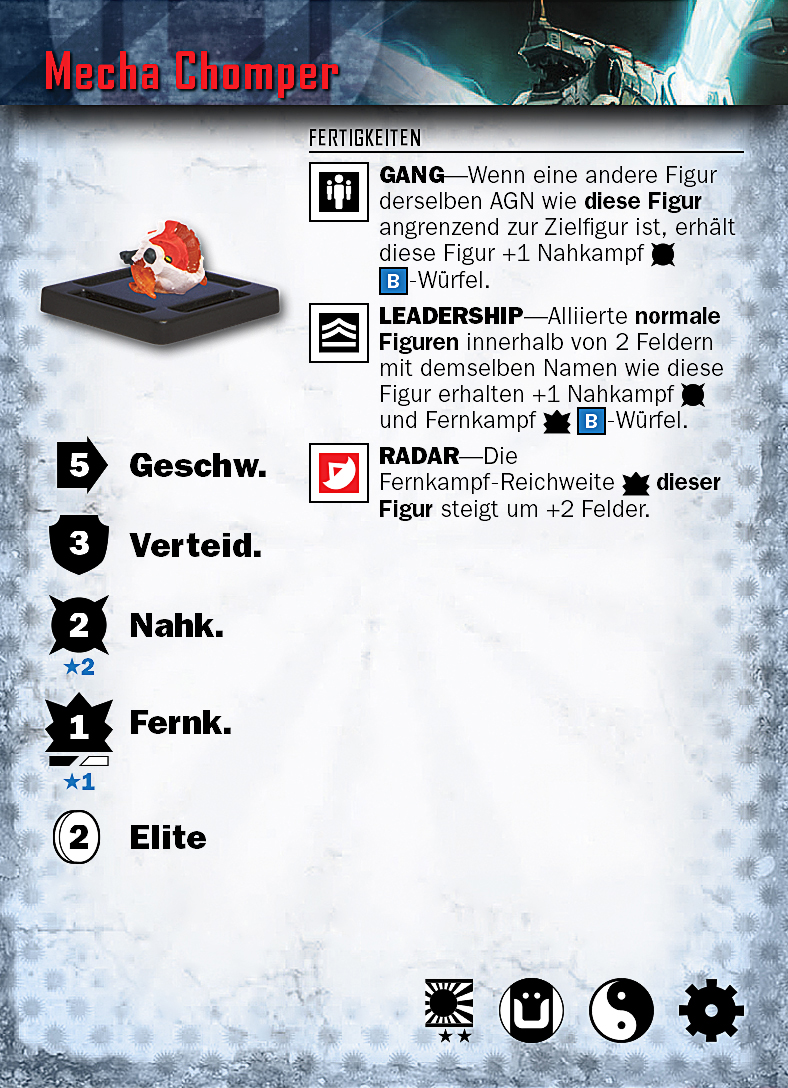 Mecha Chomper
FERTIGKEITEN
GANG—Wenn eine andere Figur
derselben AGN wie diese Figur
angrenzend zur Zielfigur ist, erhält
diese Figur +1 Nahkampf
B-Würfel.
LEADERSHIP—Alliierte normale
Figuren innerhalb von 2 Feldern
mit demselben Namen wie diese
Figur erhalten +1 Nahkampf
und Fernkampf B-Würfel.
RADAR—Die
Fernkampf-Reichweite dieser
Figur steigt um +2 Felder.
5 Geschw.
3 Verteid.
2 Nahk.
★2
1 Fernk.
★1
2 Elite
★★